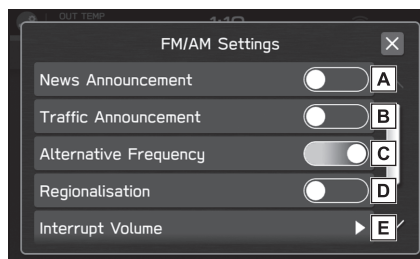 OUT TEMP
FM/AM Settings
News Announcement A
Traffic Announcement B
Alternative Frequency C
Regionalisation D
Interrupt Volume E